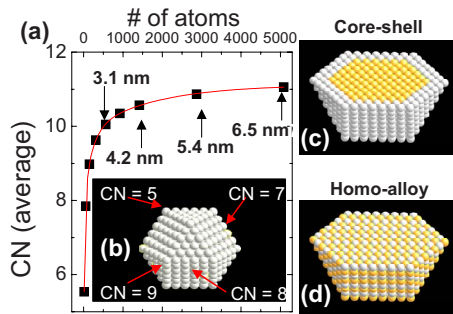 # of atoms
0 1000 2000 3000 4000 5000
(a)
12
10
8
6
CN (average)
3.1 nm
4.2 nm
5.4 nm
6.5 nm
CN = 5
CN = 7
(b)
CN = 9
CN = 8
Core-shell
(c)
Homo-alloy
(d)